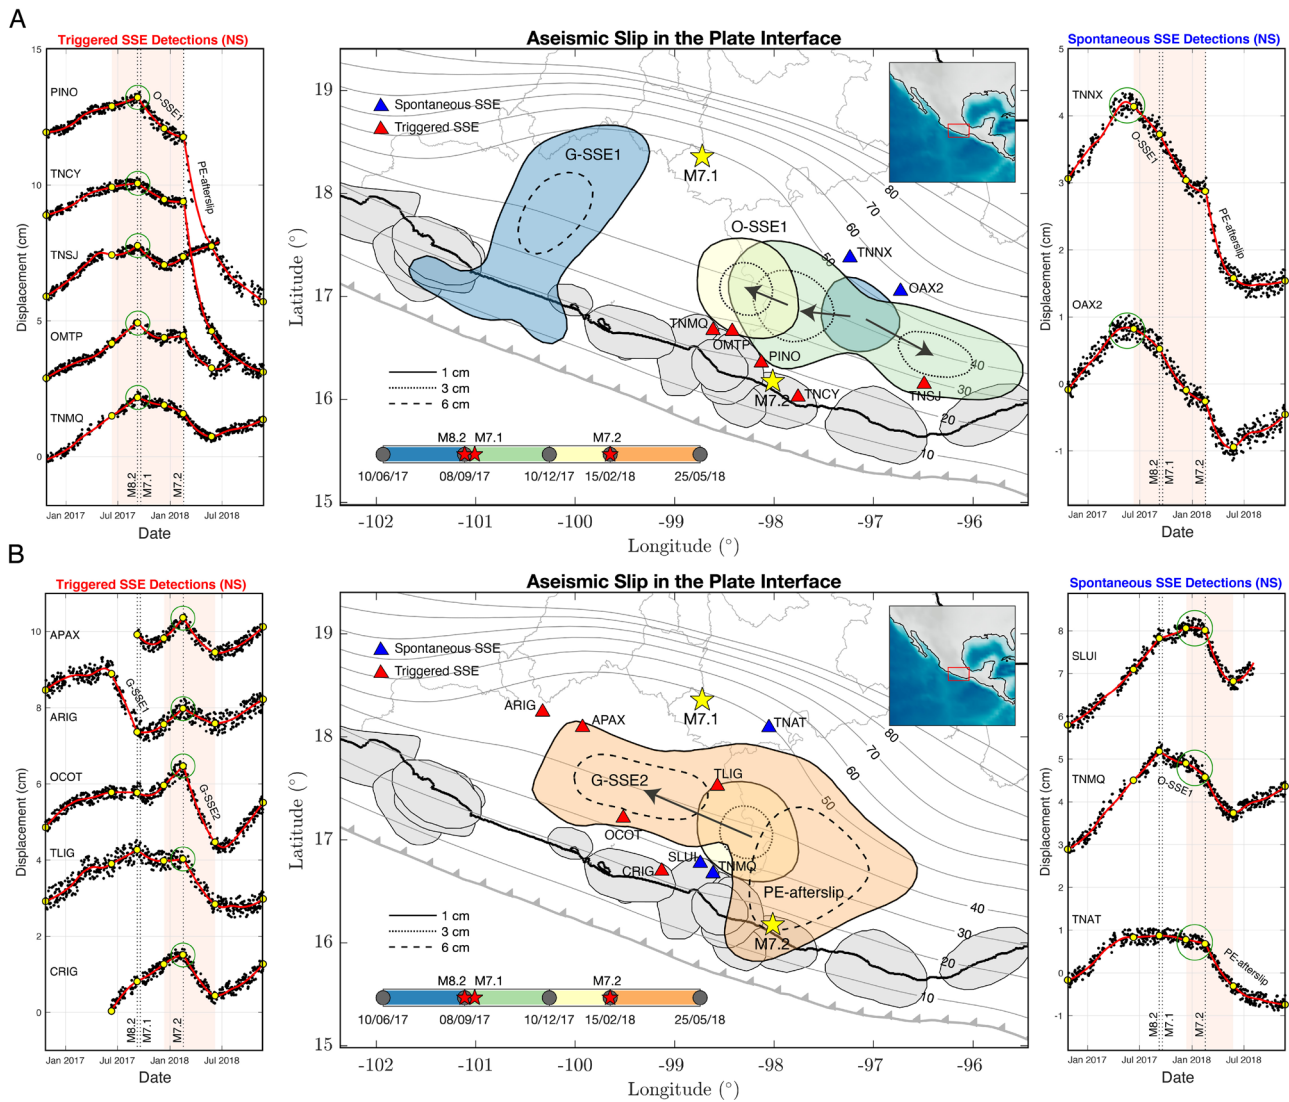 A
Triggered SSE Detections (NS)
Aseismic Slip in the Plate Interface
Spontaneous SSE Detections (NS)
15
10
5
0
Displacement (cm)
PINO
O-SSE1
TNCY
PE-afterslip
TNSJ
OMTP
TNMQ
M8.2
M7.1
M7.2
Jan 2017
Jul 2017
Jan 2018
Jul 2018
Date
19
18
17
16
15
Latitude (°)
Spontaneous SSE
Triggered SSE
G-SSE1
M7.1
O-SSE1
TNNX
OAX2
TNMQ
OMTP
PINO
M7.2
TNCY
TNSJ
80
70
60
50
40
30
20
10
1 cm
3 cm
6 cm
M8.2
M7.1
M7.2
10/06/17
08/09/17
10/12/17
15/02/18
25/05/18
-102
-101
-100
-99
-98
-97
-96
Longitude (°)
5
4
3
2
1
0
-1
Displacement (cm)
TNNX
O-SSE1
PE-afterslip
OAX2
M8.2
M7.1
M7.2
Jan 2017
Jul 2017
Jan 2018
Jul 2018
Date
B
Triggered SSE Detections (NS)
Aseismic Slip in the Plate Interface
Spontaneous SSE Detections (NS)
10
8
6
4
2
0
Displacement (cm)
APAX
G-SSE1
ARIG
OCOT
G-SSE2
TLIG
CRIG
M8.2
M7.1
M7.2
Jan 2017
Jul 2017
Jan 2018
Jul 2018
Date
19
18
17
16
15
Latitude (°)
Spontaneous SSE
Triggered SSE
ARIG
APAX
M7.1
TNAT
G-SSE2
TLIG
OCOT
SLUI
TNMQ
CRIG
PE-afterslip
M7.2
80
70
60
50
40
30
20
10
1 cm
3 cm
6 cm
M8.2
M7.1
M7.2
10/06/17
08/09/17
10/12/17
15/02/18
25/05/18
-102
-101
-100
-99
-98
-97
-96
Longitude (°)
8
7
6
5
4
3
2
1
0
-1
Displacement (cm)
SLUI
TNMQ
O-SSE1
TNAT
PE-afterslip
M8.2
M7.1
M7.2
Jan 2017
Jul 2017
Jan 2018
Jul 2018
Date